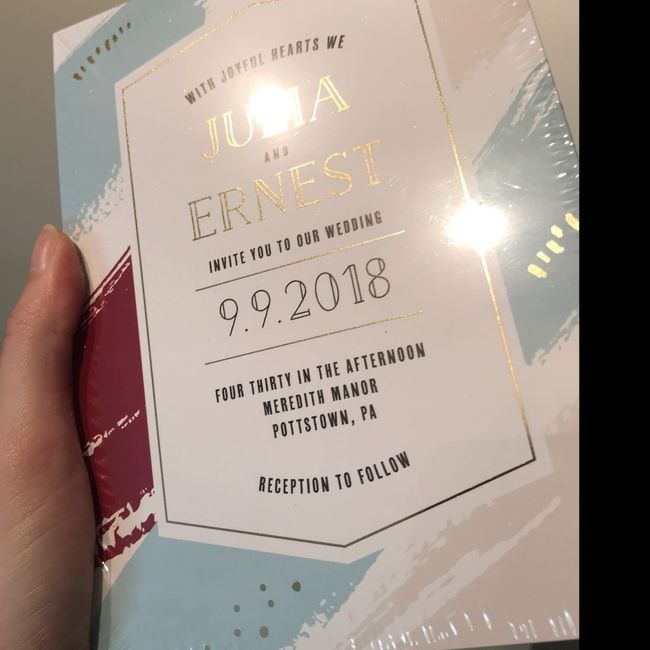 WITH JOYFUL HEARTS WE
AND
ERNEST
INVITE YOU TO OUR WEDDING
9.9.2018
FOUR THIRTY IN THE AFTERNOON
MEREDITH MANOR
POTTSTOWN, PA
RECEPTION TO FOLLOW